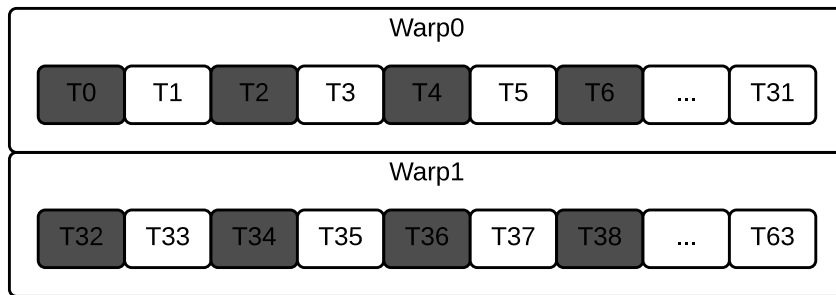 Warp0
T0 T1 T2 T3 T4 T5 T6 ... T31
Warp1
T32 T33 T34 T35 T36 T37 T38 ... T63